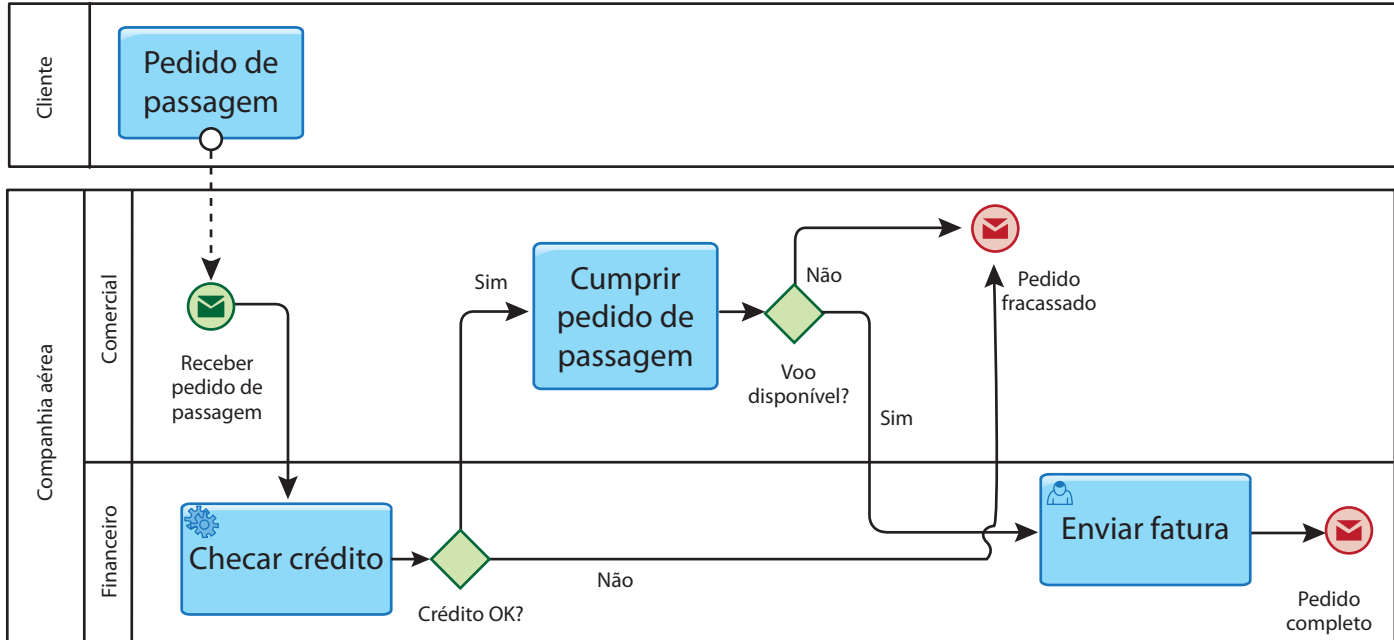 Cliente
Pedido de
passagem
Companhia aérea
Comercial
Receber
pedido de
passagem
Sim
Cumprir
pedido de
passagem
Não
Voo
disponível?
Sim
Pedido
fracassado
Financeiro
Checar crédito
Crédito OK?
Não
Enviar fatura
Pedido
completo